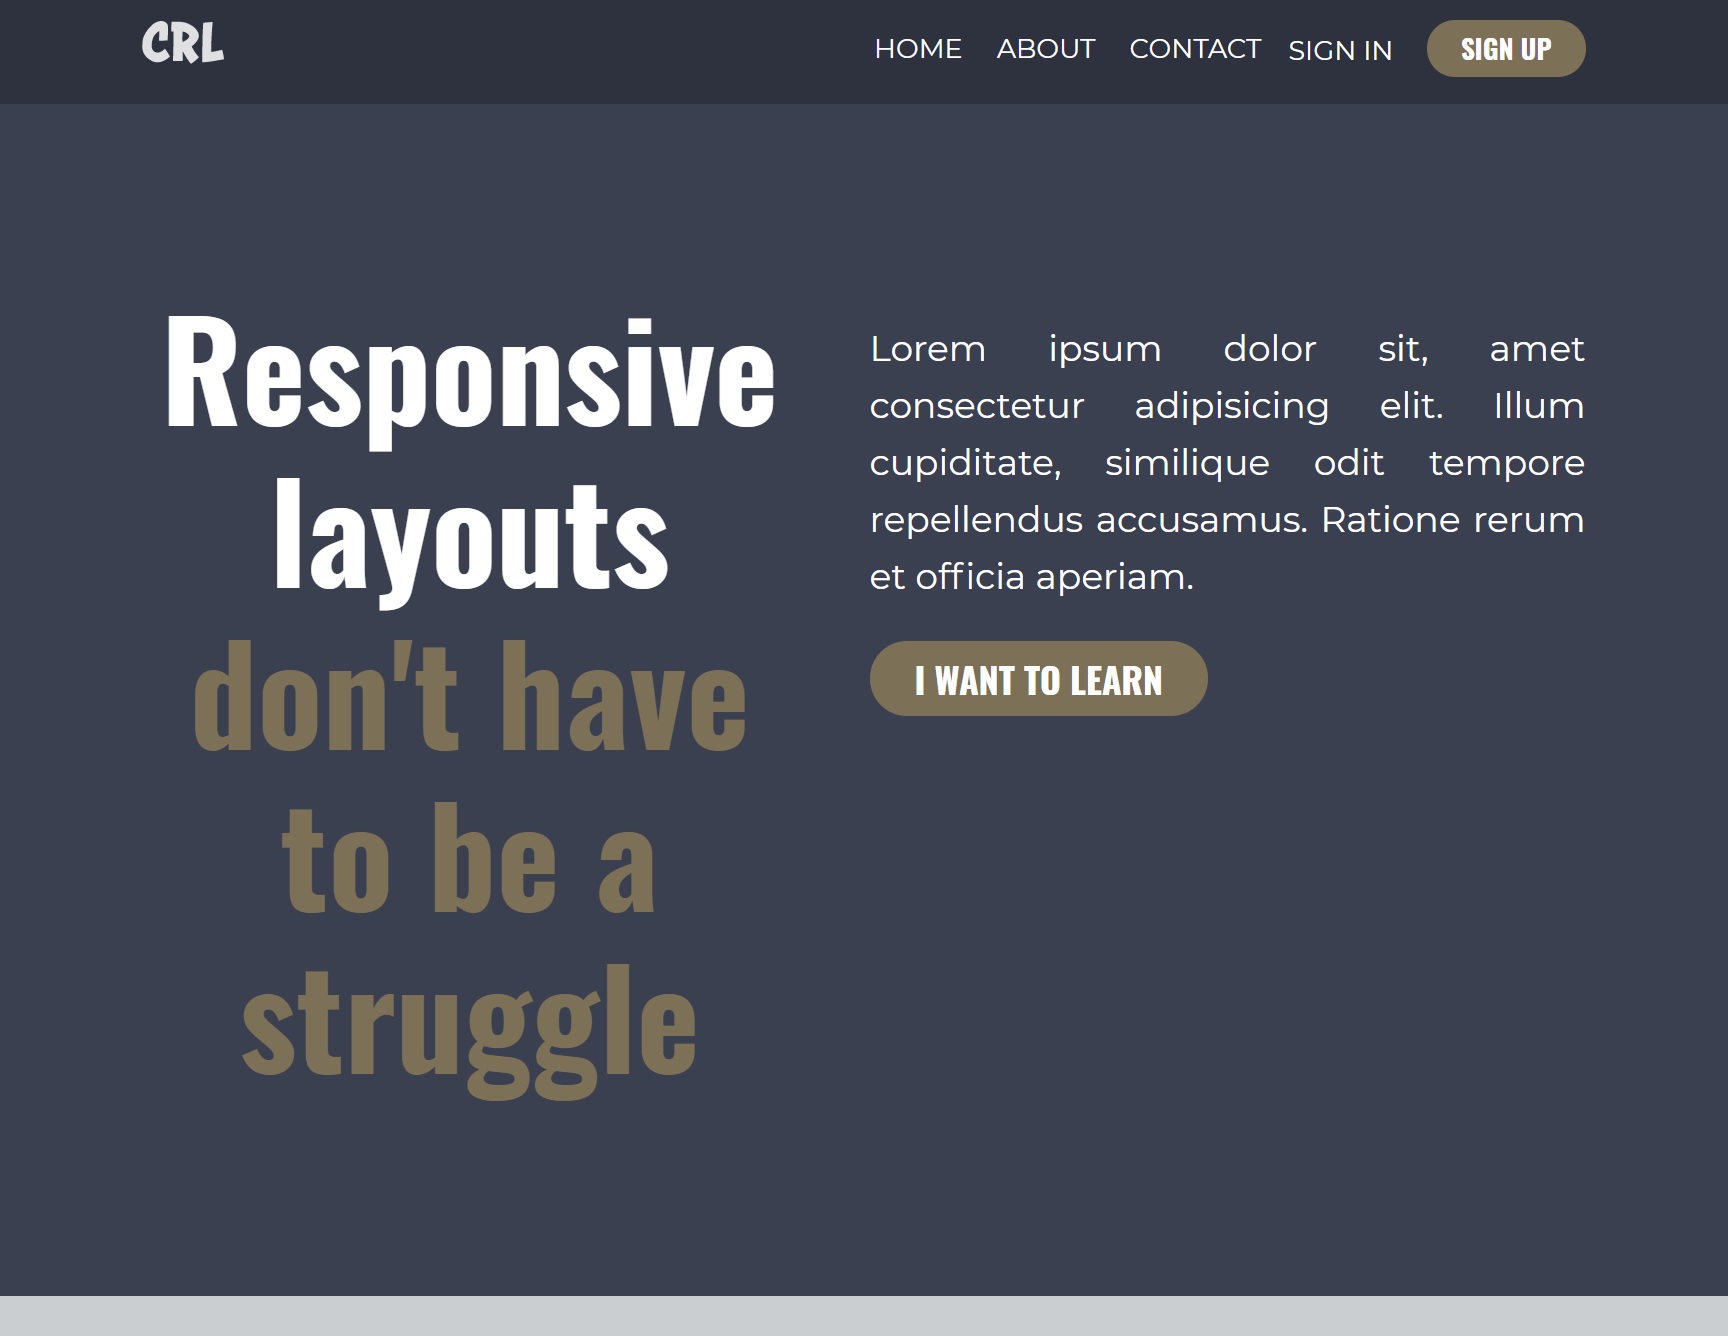 CRL
HOME ABOUT CONTACT SIGN IN SIGN UP
Responsive
layouts
don't have
to be a
struggle
Lorem ipsum dolor sit, amet
consectetur adipisicing elit. Illum
cupiditate, similique odit tempore
repellendus accusamus. Ratione rerum
et officia aperiam.
I WANT TO LEARN